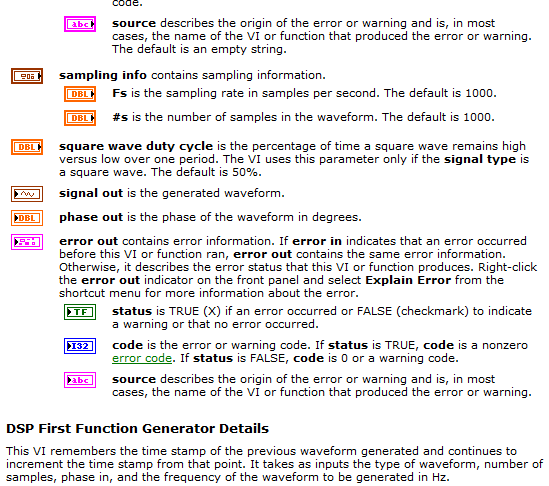 code.
abc
source describes the origin of the error or warning and is, in most
cases, the name of the VI or function that produced the error or warning.
The default is an empty string.
sampling info contains sampling information.
DBL
Fs is the sampling rate in samples per second. The default is 1000.
DBL
#s is the number of samples in the waveform. The default is 1000.
DBL
square wave duty cycle is the percentage of time a square wave remains high
versus low over one period. The VI uses this parameter only if the signal type is
a square wave. The default is 50%.
signal out is the generated waveform.
DBL
phase out is the phase of the waveform in degrees.
error out contains error information. If error in indicates that an error occurred
before this VI or function ran, error out contains the same error information.
Otherwise, it describes the error status that this VI or function produces. Right-click
the error out indicator on the front panel and select Explain Error from the
shortcut menu for more information about the error.
TF
status is TRUE (X) if an error occurred or FALSE (checkmark) to indicate
a warning or that no error occurred.
I32
code is the error or warning code. If status is TRUE, code is a nonzero
error code. If status is FALSE, code is 0 or a warning code.
abc
source describes the origin of the error or warning and is, in most
cases, the name of the VI or function that produced the error or warning.
DSP First Function Generator Details
This VI remembers the time stamp of the previous waveform generated and continues to
increment the time stamp from that point. It takes as inputs the type of waveform, number of
samples, phase in, and the frequency of the waveform to be generated in Hz.